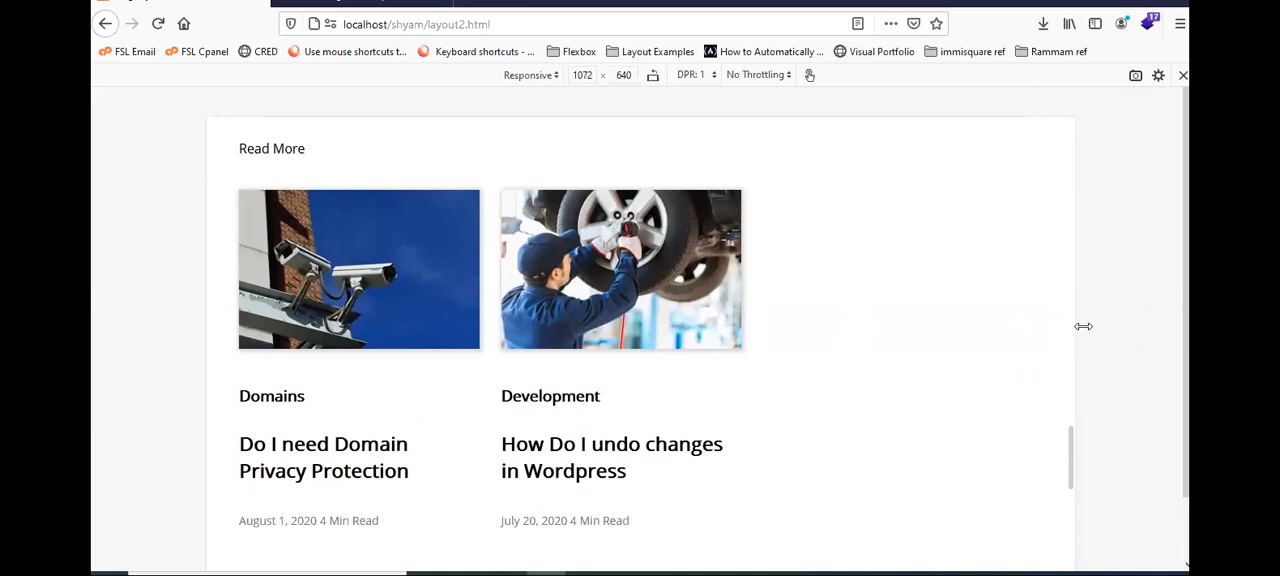 localhost/shyam/layout2.html
17
FSL Email FSL Cpanel CRED Use mouse shortcuts t... Keyboard shortcuts - ... Flexbox Layout Examples How to Automatically ... Visual Portfolio immisquare ref Rammam ref
Responsive 1072 × 640 DPR: 1 No Throttling
Read More
Domains Development
Do I need Domain How Do I undo changes
Privacy Protection in Wordpress
August 1, 2020 4 Min Read July 20, 2020 4 Min Read